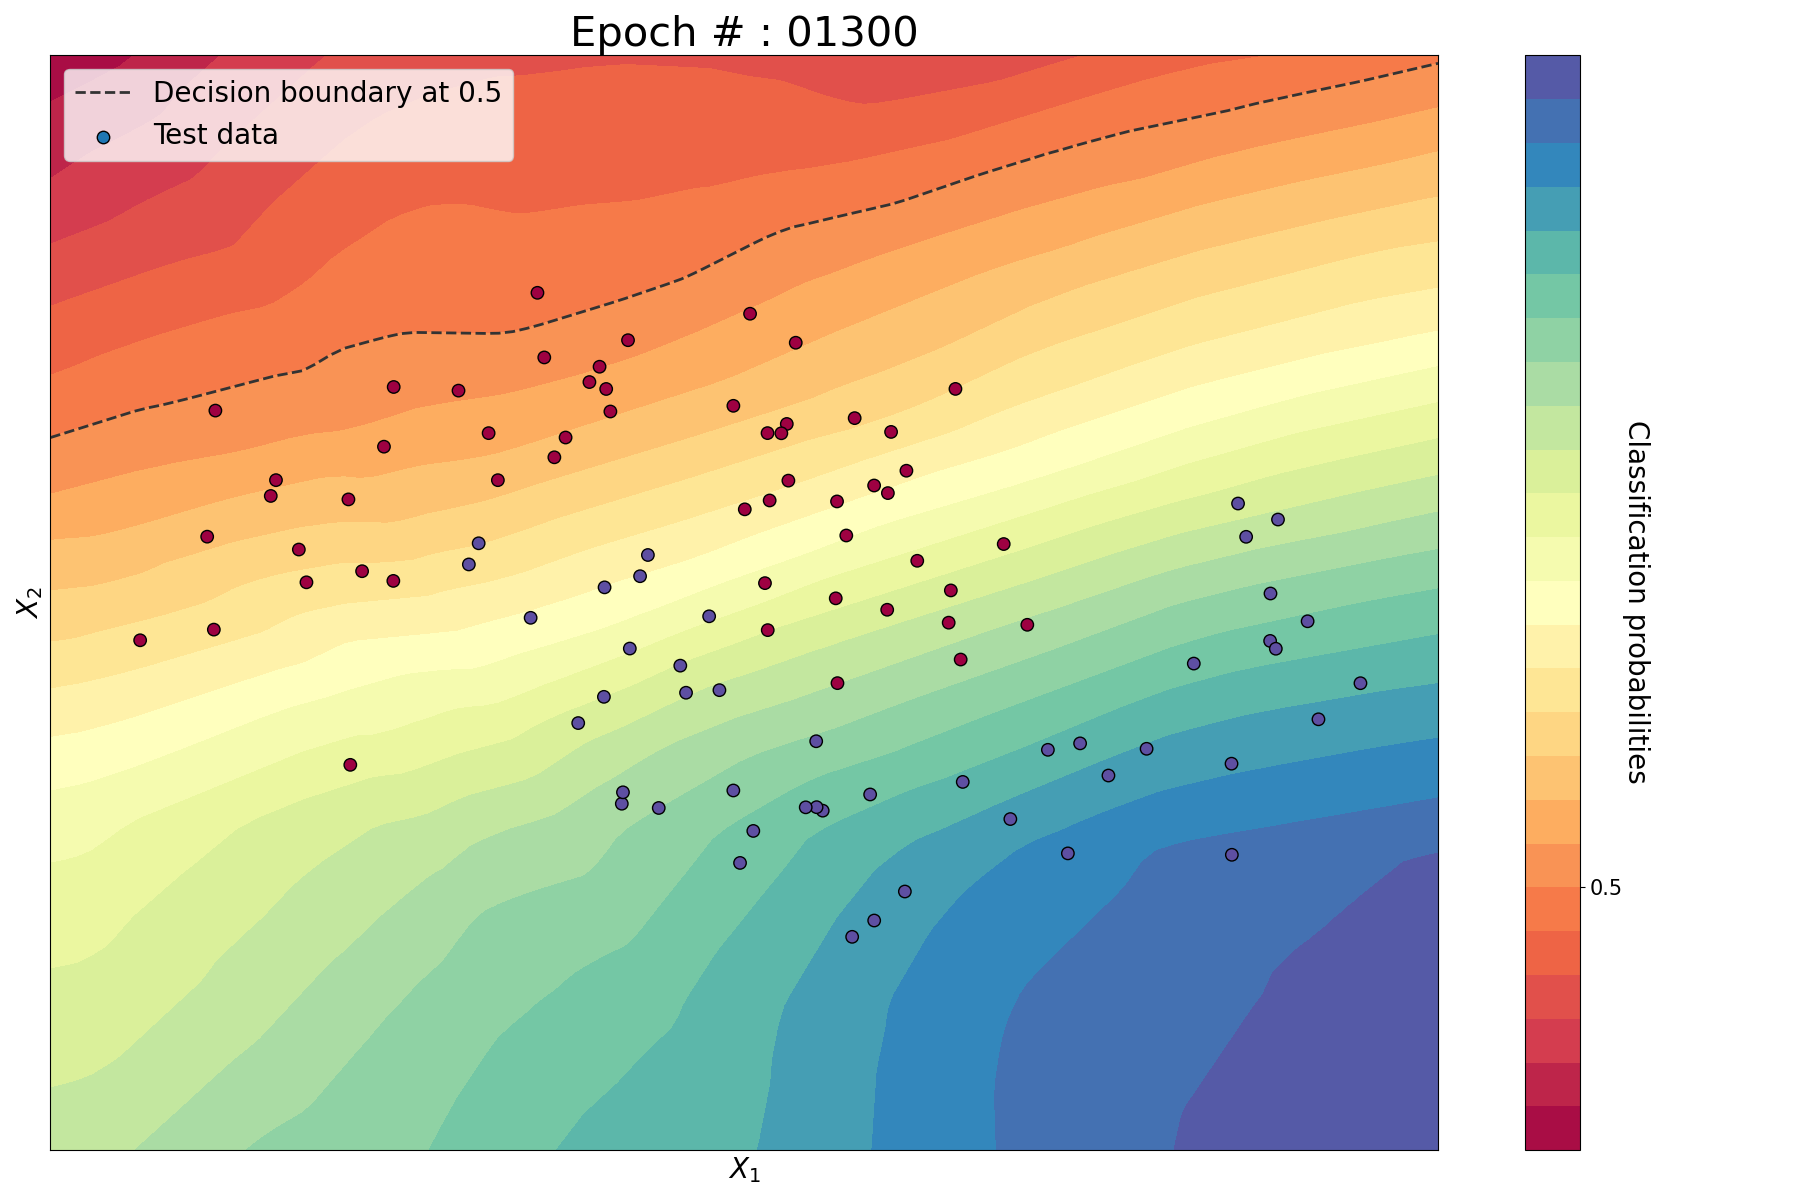 Epoch # : 01300
Decision boundary at 0.5
Test data
X₂
X₁
0.5
Classification probabilities